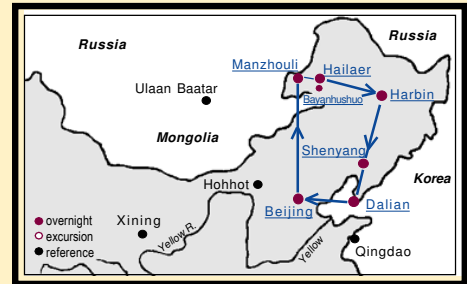 Russia
Russia
Manzhouli
Hailaer
Ulaan Baatar
Bayanhushuo
Harbin
Mongolia
Shenyang
Korea
Hohhot
overnight
Xining
Beijing
Dalian
excursion
Yellow R.
Yellow
reference
Qingdao